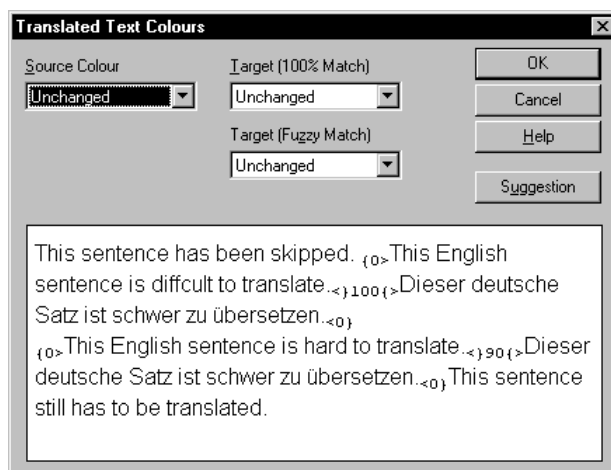 Translated Text Colours
Source Colour
Unchanged
Target (100% Match)
Unchanged
Target (Fuzzy Match)
Unchanged
OK
Cancel
Help
Suggestion
This sentence has been skipped. {0>This English
sentence is diffcult to translate.<}100{>Dieser deutsche
Satz ist schwer zu übersetzen.<0}
{0>This English sentence is hard to translate.<}90{>Dieser
deutsche Satz ist schwer zu übersetzen.<0}This sentence
still has to be translated.